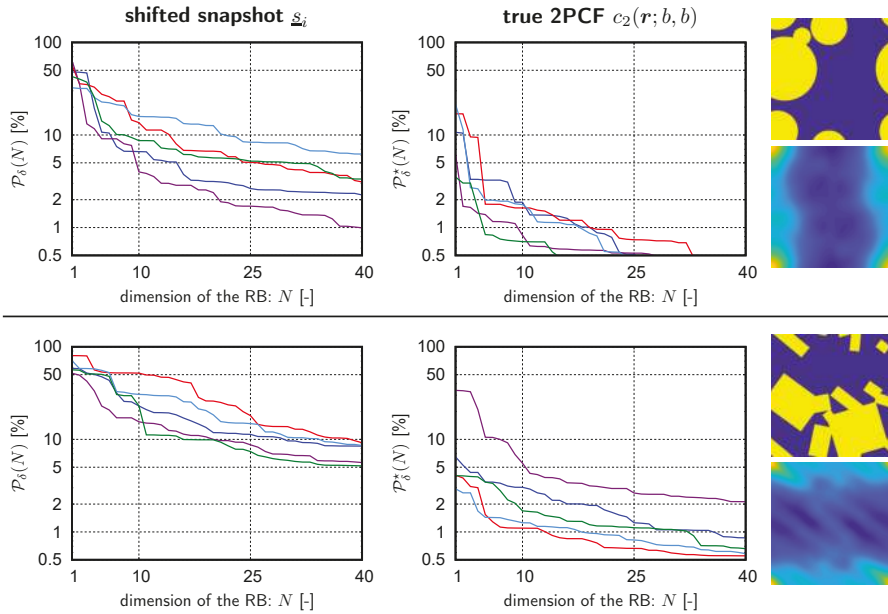 shifted snapshot s_i
true 2PCF c₂(r; b, b)
100
50
10
5
2
1
0.5
1 10 25 40
P_δ(N) [%]
dimension of the RB: N [-]
100
50
10
5
2
1
0.5
1 10 25 40
P*_δ(N) [%]
dimension of the RB: N [-]
100
50
10
5
2
1
0.5
1 10 25 40
P_δ(N) [%]
dimension of the RB: N [-]
100
50
10
5
2
1
0.5
1 10 25 40
P*_δ(N) [%]
dimension of the RB: N [-]